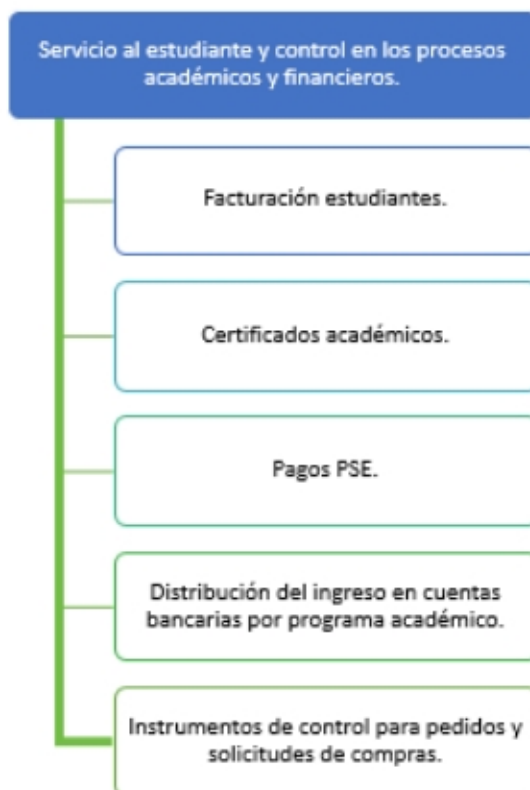 Servicio al estudiante y control en los procesos
académicos y financieros.
Facturación estudiantes.
Certificados académicos.
Pagos PSE.
Distribución del ingreso en cuentas
bancarias por programa académico.
Instrumentos de control para pedidos y
solicitudes de compras.